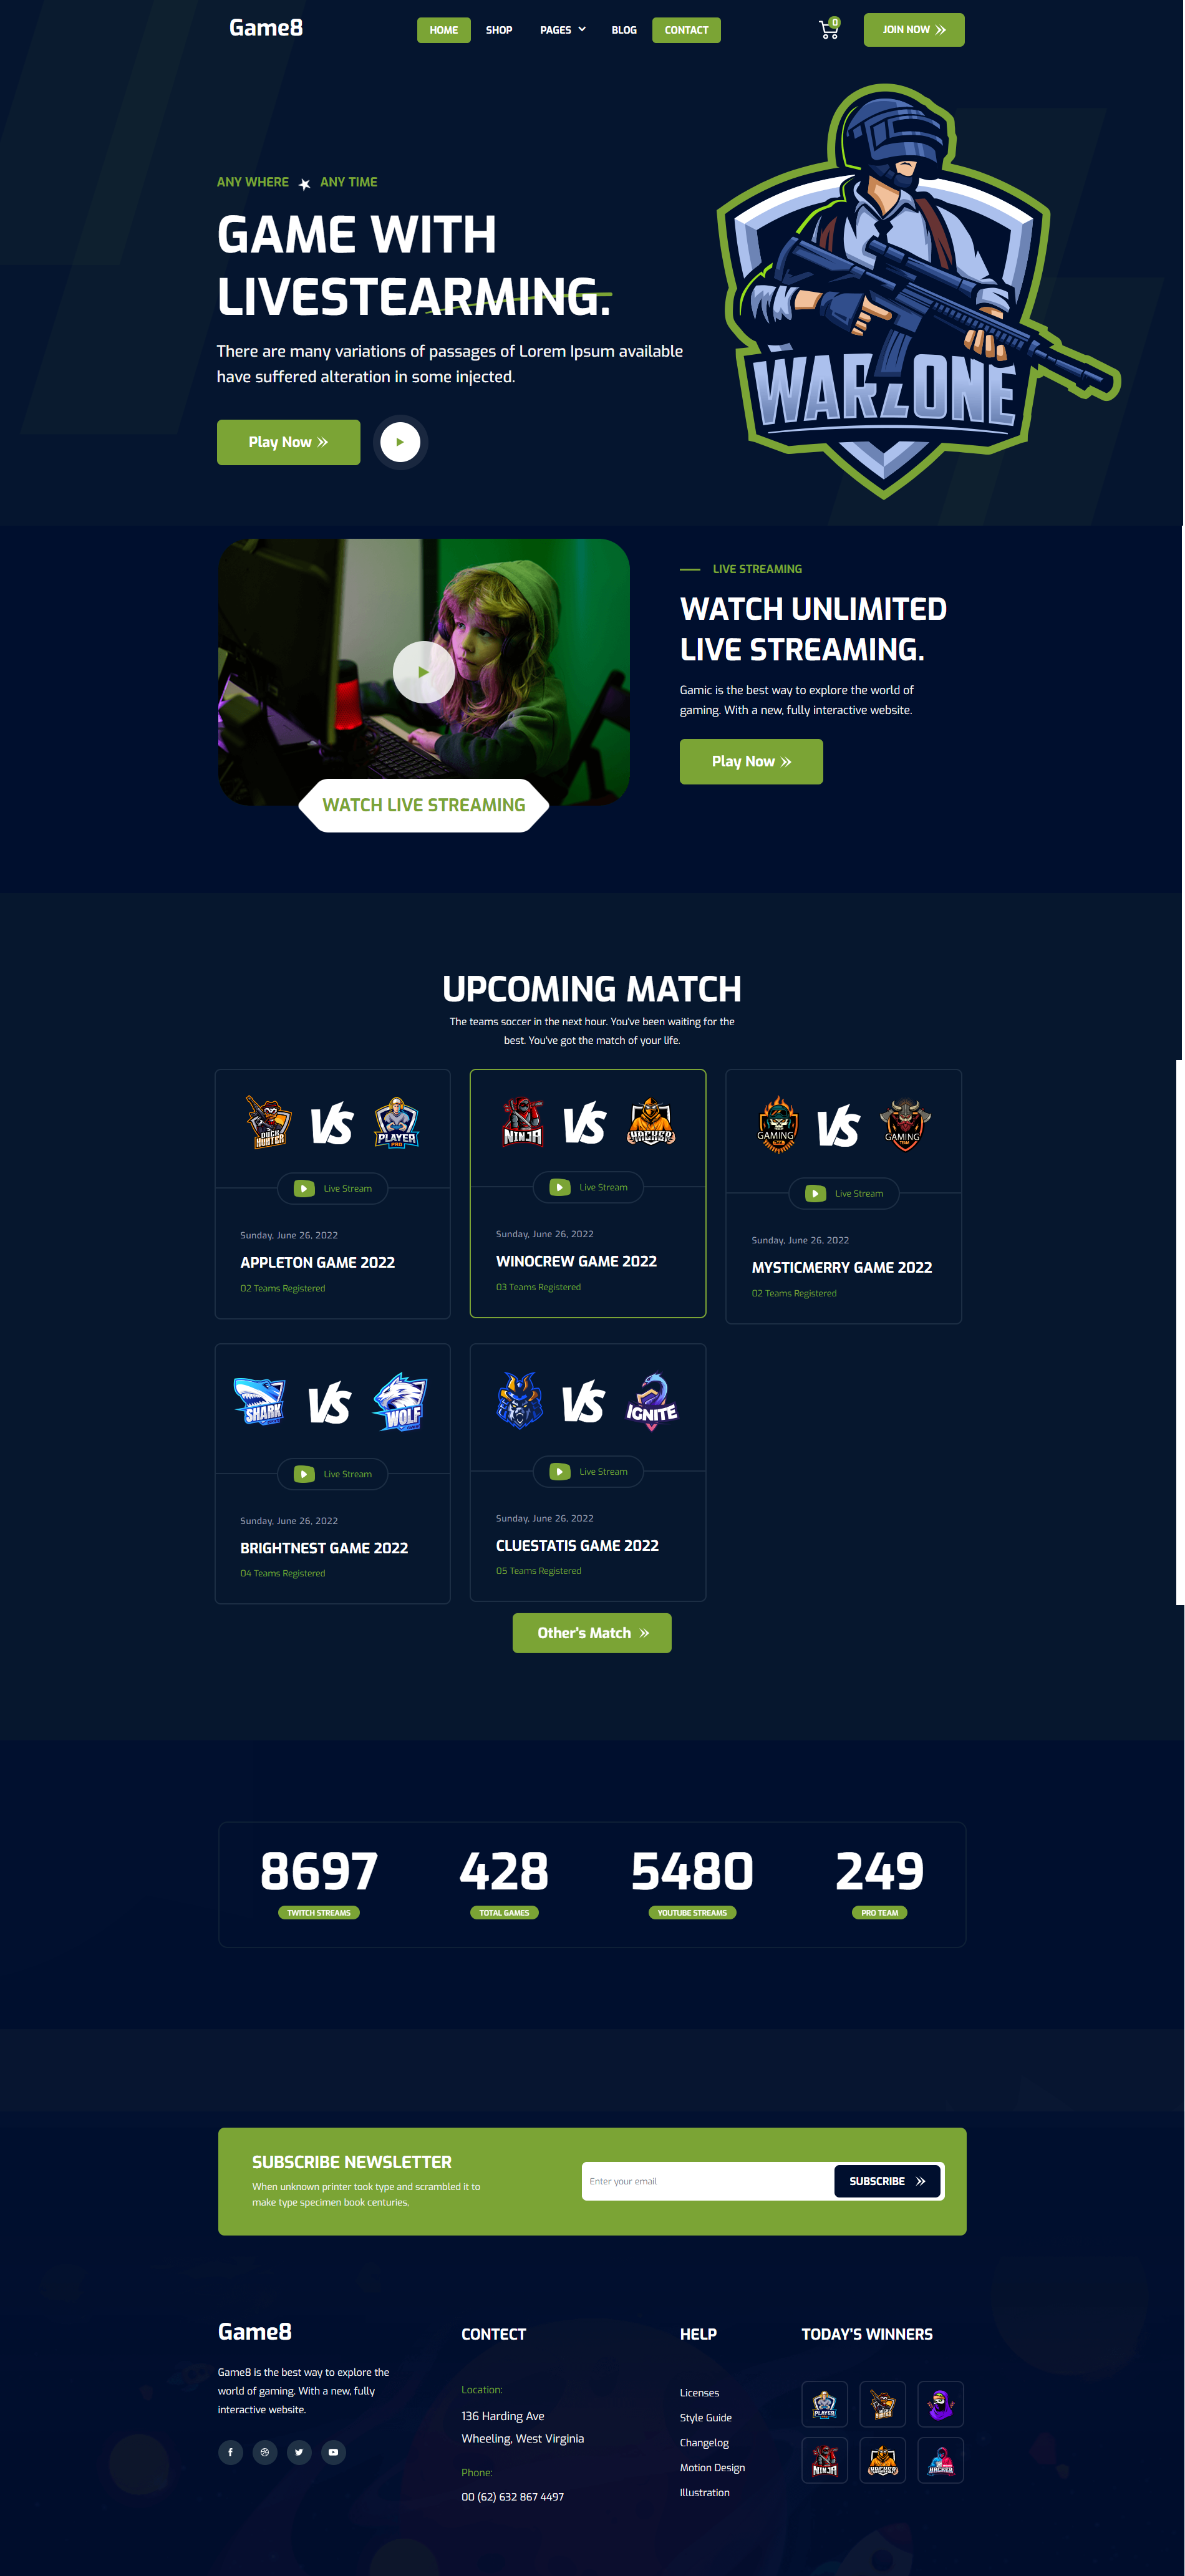 Game8
HOME SHOP PAGES BLOG CONTACT
0
JOIN NOW
ANY WHERE ANY TIME
GAME WITH
LIVESTEARMING.
There are many variations of passages of Lorem Ipsum available
have suffered alteration in some injected.
Play Now
WARZONE
WATCH LIVE STREAMING
LIVE STREAMING
WATCH UNLIMITED
LIVE STREAMING.
Gamic is the best way to explore the world of
gaming. With a new, fully interactive website.
Play Now
UPCOMING MATCH
The teams soccer in the next hour. You've been waiting for the
best. You've got the match of your life.
DUCK HUNTER
VS
PLAYER PRO
Live Stream
Sunday, June 26, 2022
APPLETON GAME 2022
02 Teams Registered
NINJA
VS
HACKER
Live Stream
Sunday, June 26, 2022
WINOCREW GAME 2022
03 Teams Registered
GAMING
VS
GAMING
TEAM
Live Stream
Sunday, June 26, 2022
MYSTICMERRY GAME 2022
02 Teams Registered
SHARK
VS
WOLF
Live Stream
Sunday, June 26, 2022
BRIGHTNEST GAME 2022
04 Teams Registered
VS
IGNITE
Live Stream
Sunday, June 26, 2022
CLUESTATIS GAME 2022
05 Teams Registered
Other's Match
8697 428 5480 249
TWITCH STREAMS TOTAL GAMES YOUTUBE STREAMS PRO TEAM
SUBSCRIBE NEWSLETTER
When unknown printer took type and scrambled it to
make type specimen book centuries,
Enter your email
SUBSCRIBE
Game8
Game8 is the best way to explore the
world of gaming. With a new, fully
interactive website.
CONTECT
Location:
136 Harding Ave
Wheeling, West Virginia
Phone:
00 (62) 632 867 4497
HELP
Licenses
Style Guide
Changelog
Motion Design
Illustration
TODAY'S WINNERS
PLAYER
HUNTER
NINJA
HACKER
HACKER